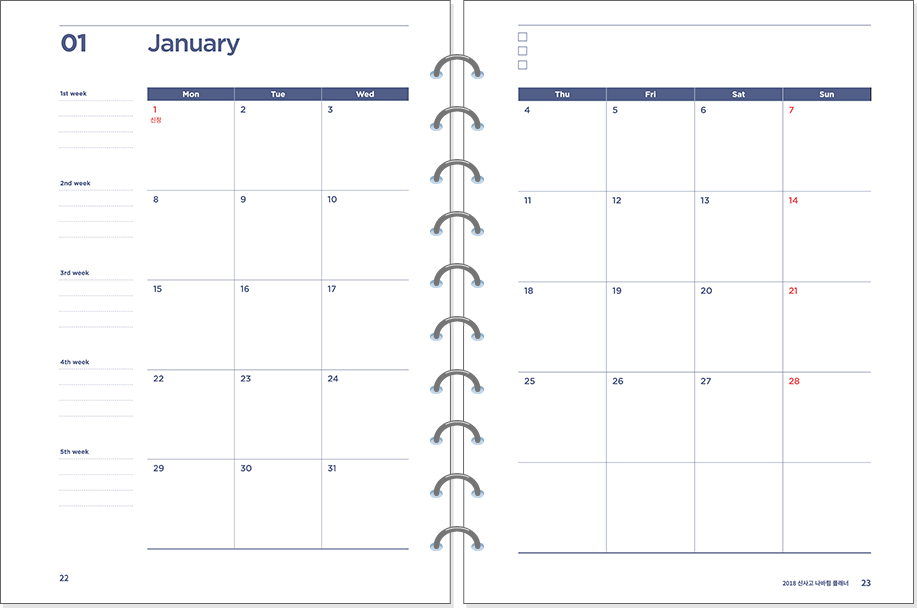 01 January
1st week
2nd week
3rd week
4th week
5th week
Mon Tue Wed
1 2 3
신정
8 9 10
15 16 17
22 23 24
29 30 31
22
Thu Fri Sat Sun
4 5 6 7
11 12 13 14
18 19 20 21
25 26 27 28
2018 신사고 나바힘 플래너 23